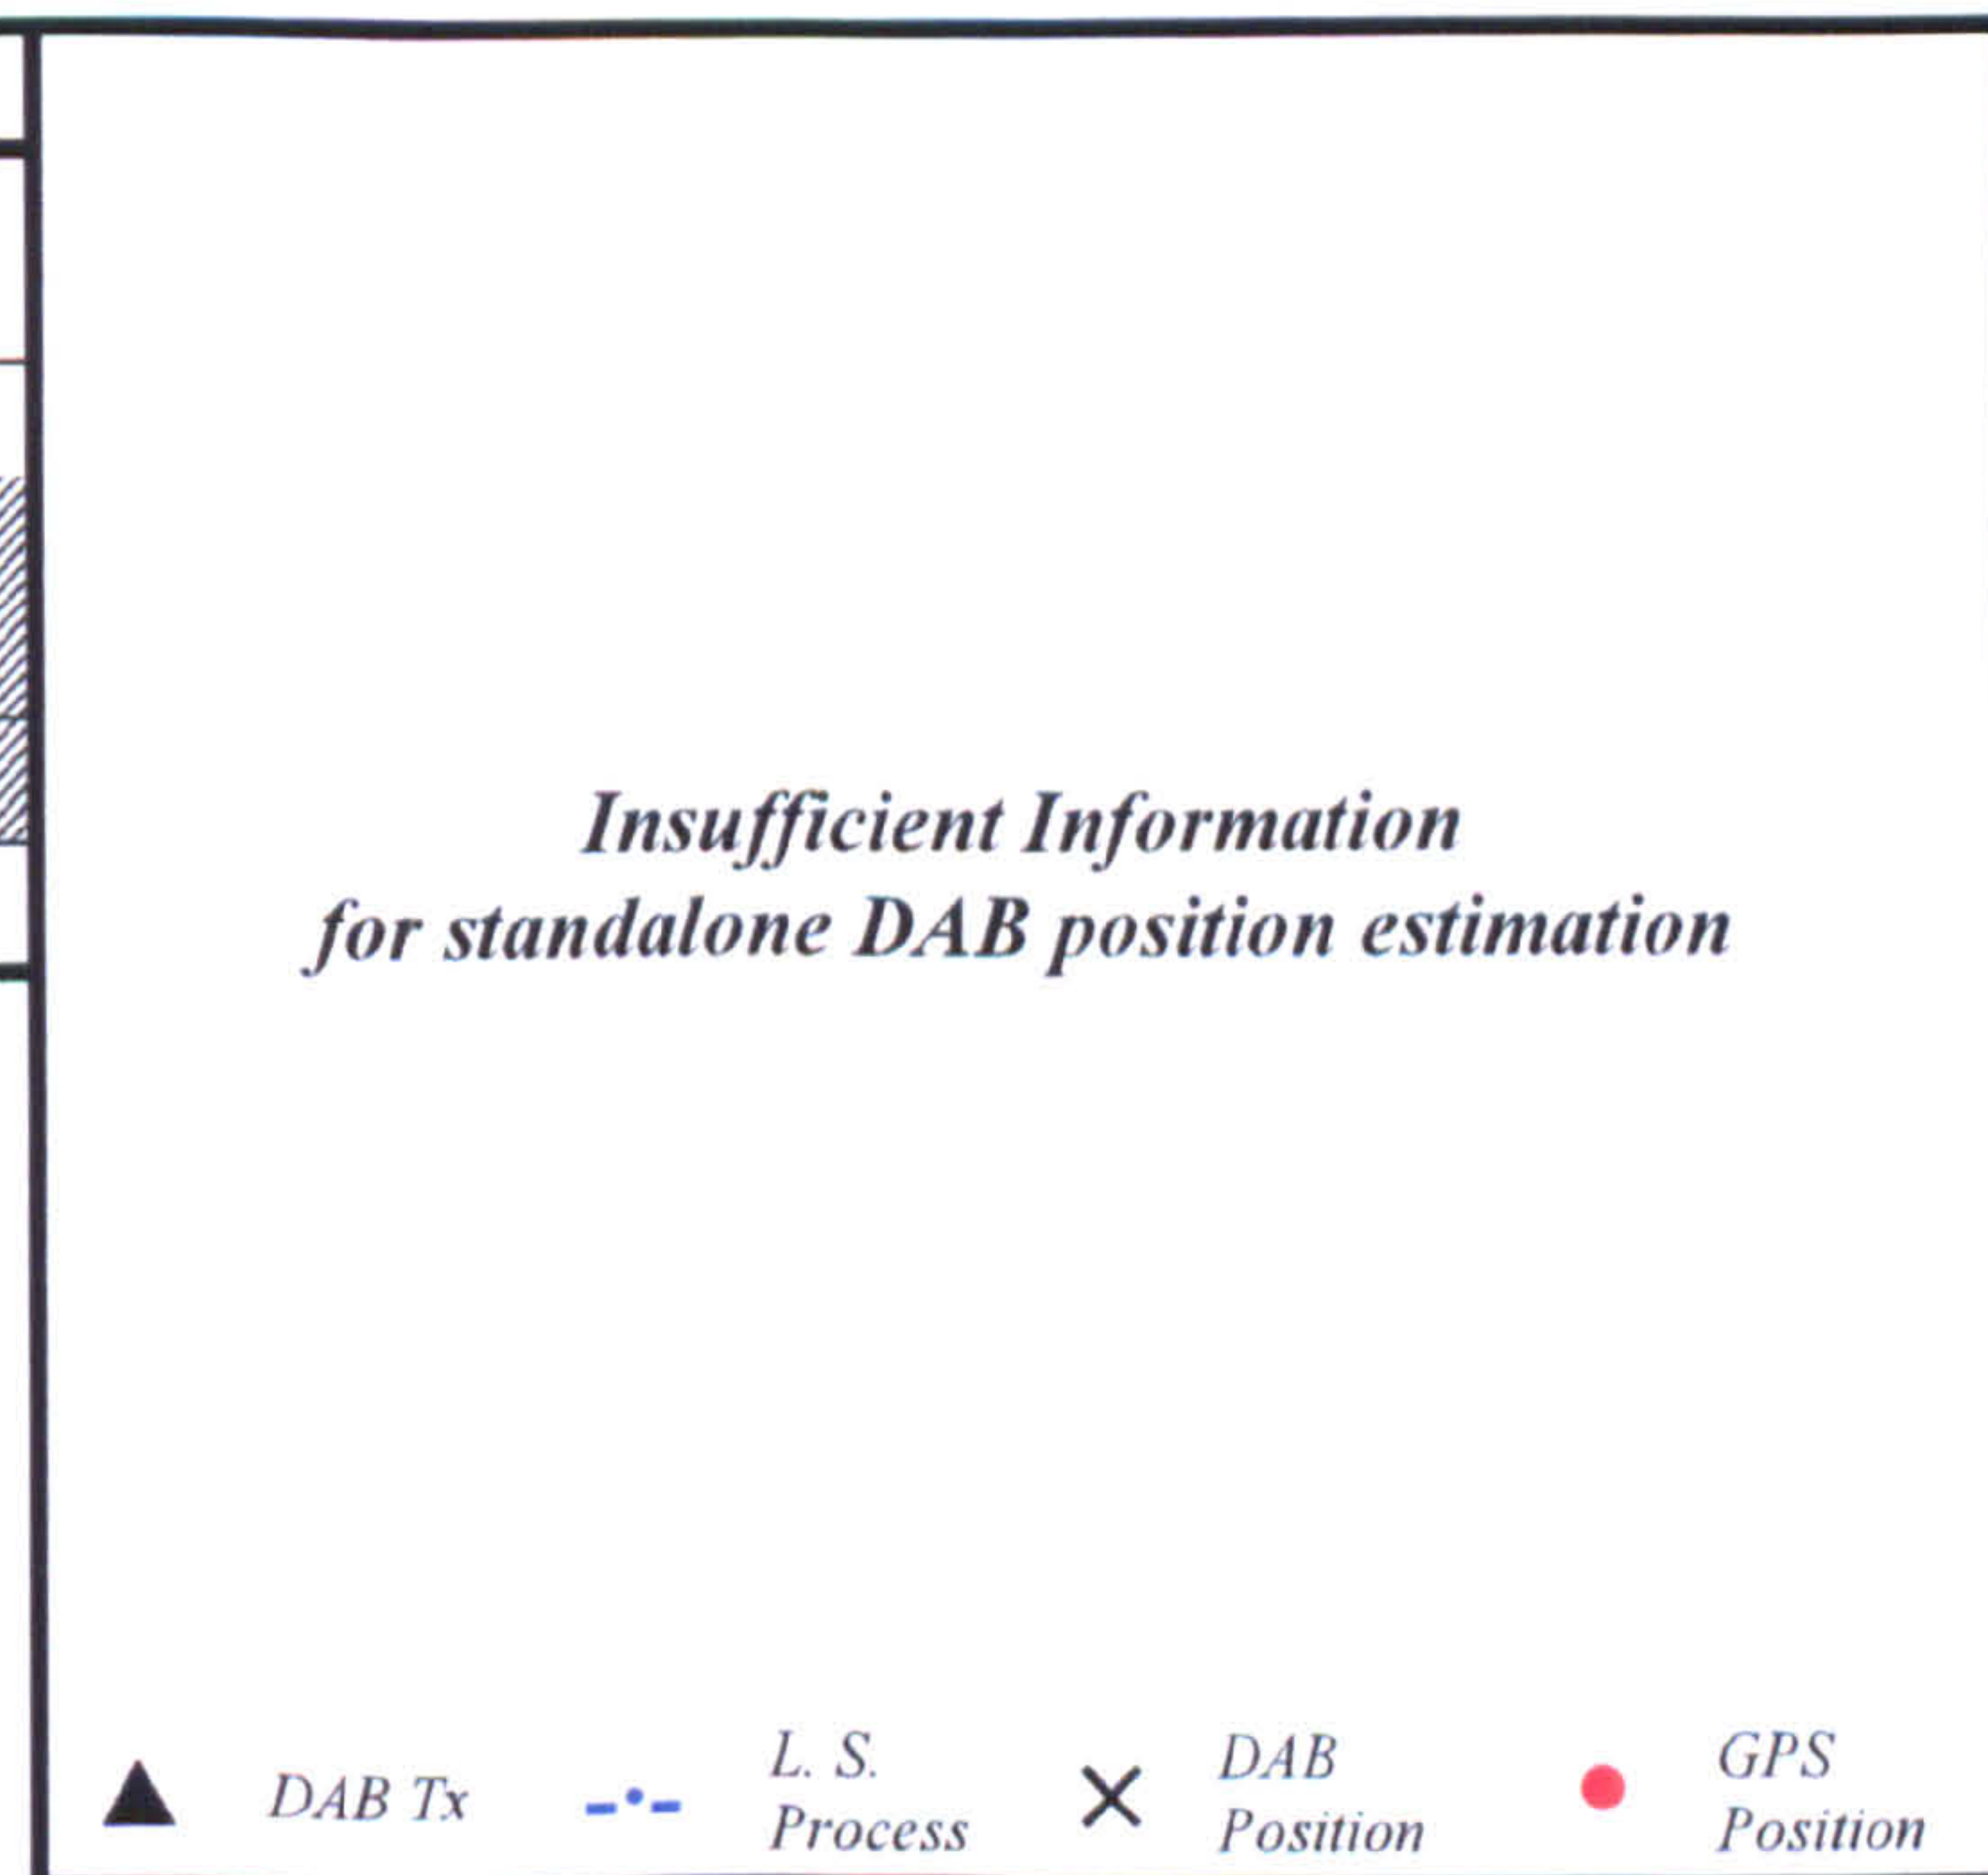 Insufficient Information
for standalone DAB position estimation
DAB Tx
L. S.
Process
DAB
Position
GPS
Position